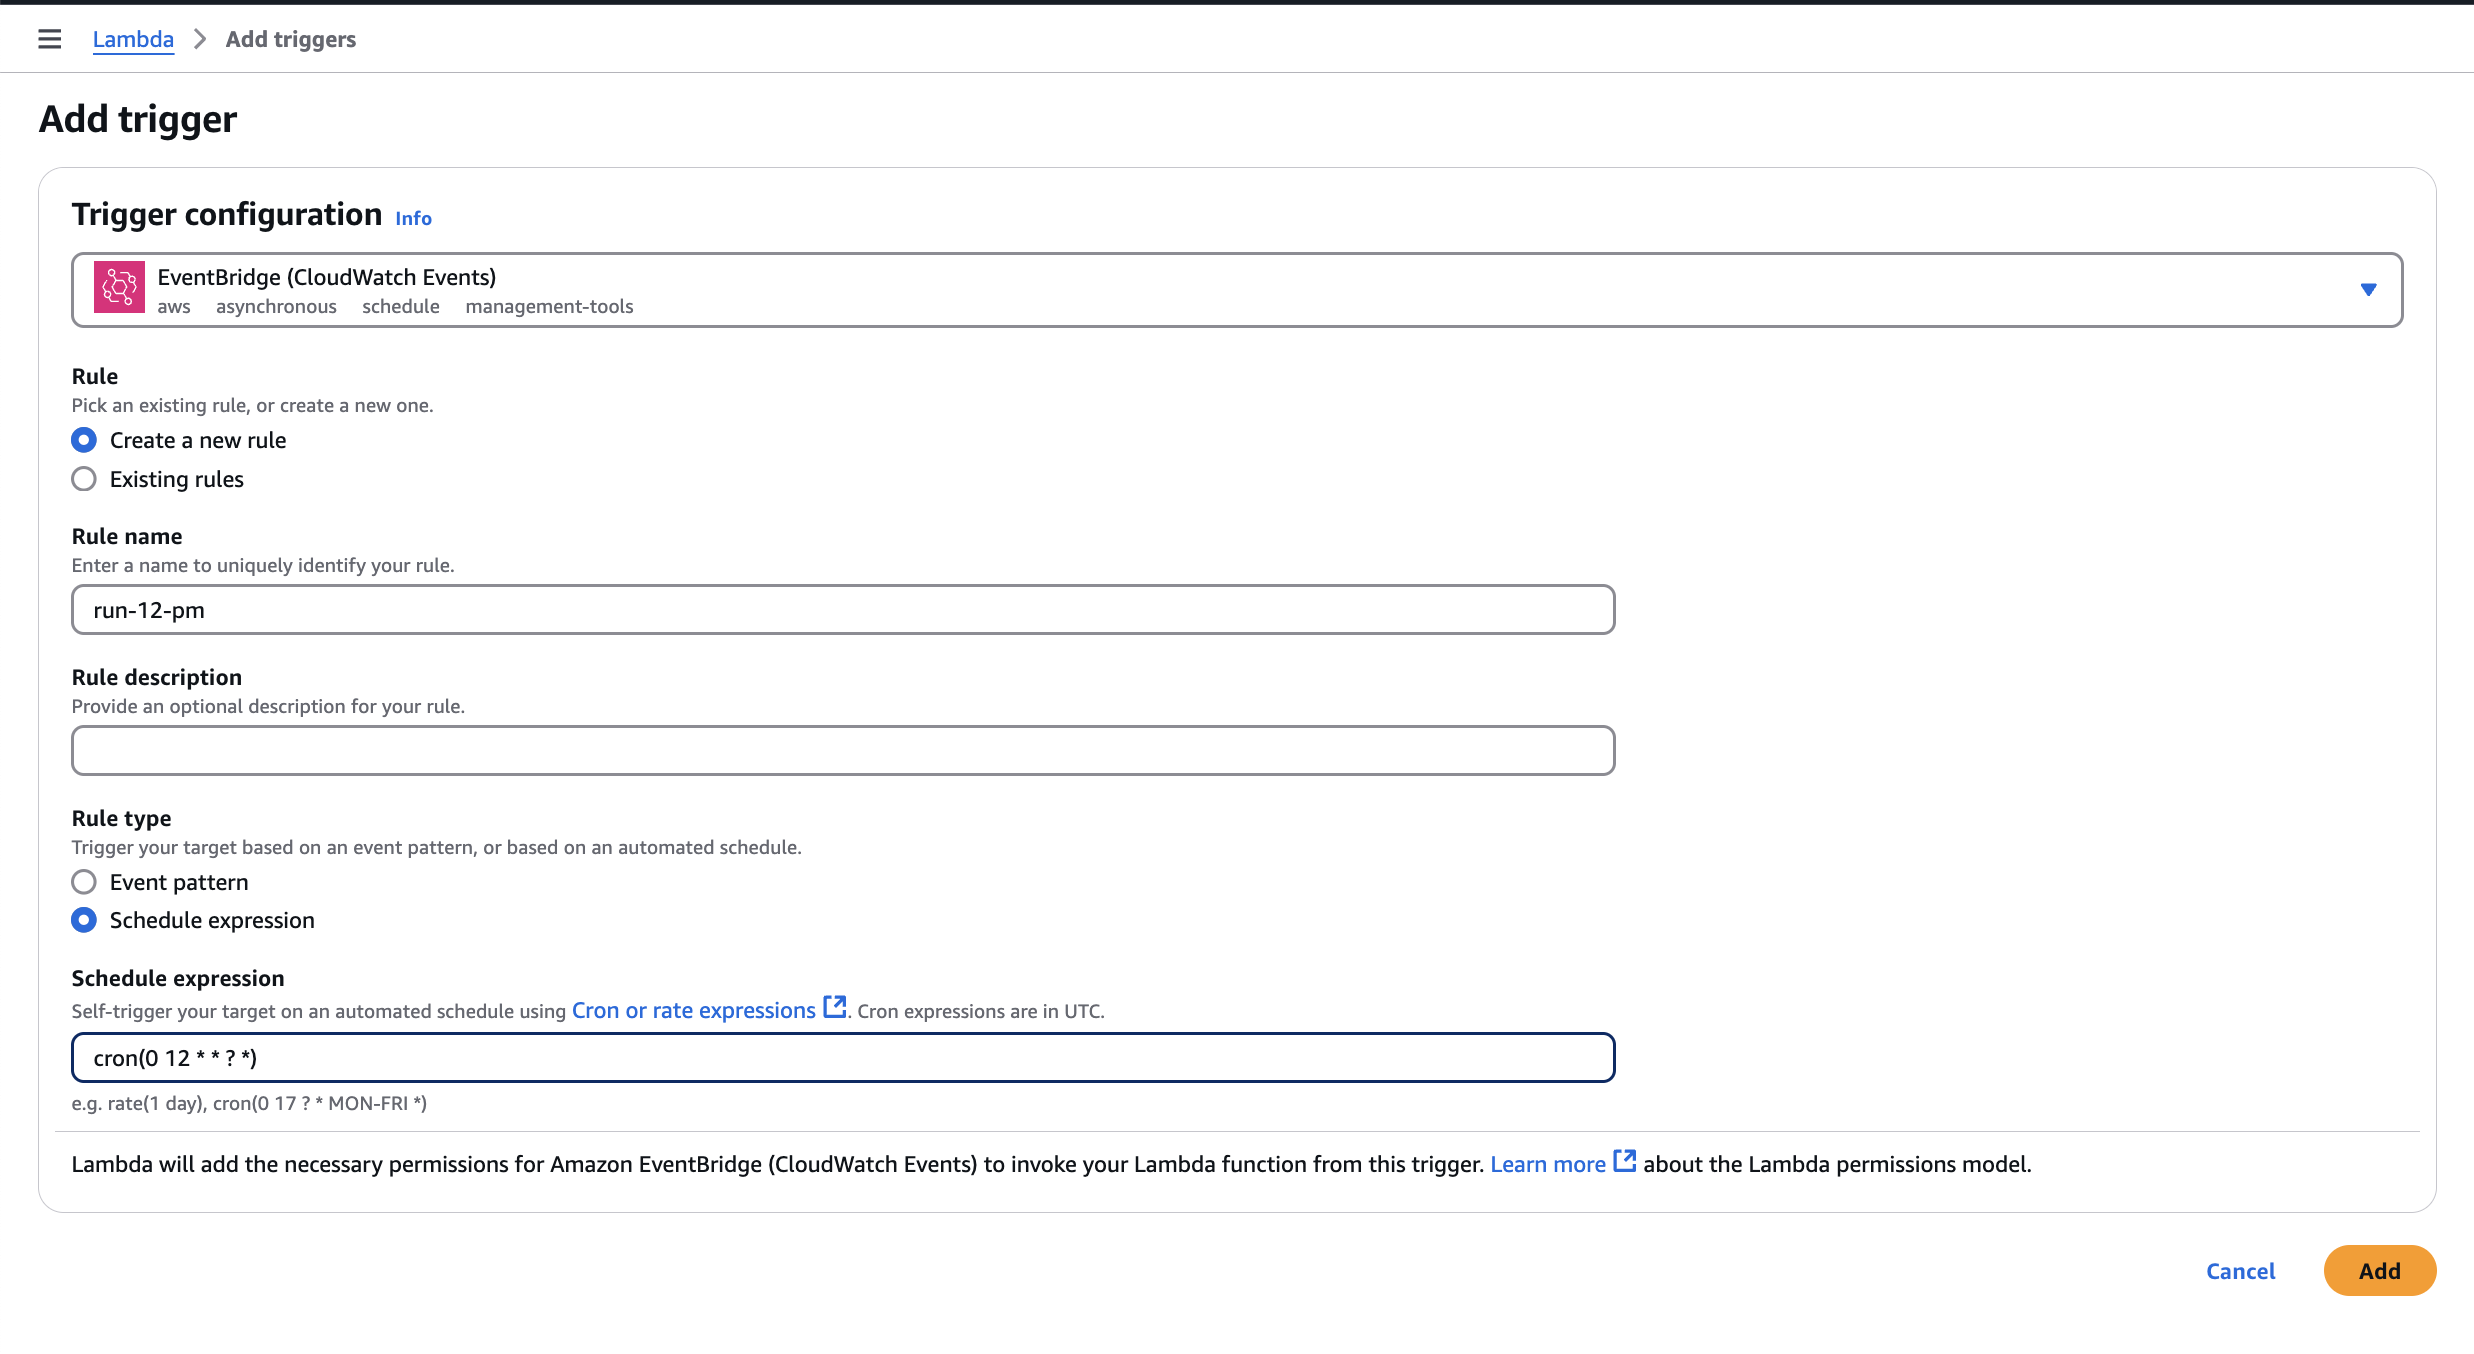 Lambda > Add triggers
Add trigger
Trigger configuration Info
EventBridge (CloudWatch Events)
aws asynchronous schedule management-tools
Rule
Pick an existing rule, or create a new one.
Create a new rule
Existing rules
Rule name
Enter a name to uniquely identify your rule.
run-12-pm
Rule description
Provide an optional description for your rule.
Rule type
Trigger your target based on an event pattern, or based on an automated schedule.
Event pattern
Schedule expression
Schedule expression
Self-trigger your target on an automated schedule using Cron or rate expressions. Cron expressions are in UTC.
cron(0 12 * * ? *)
e.g. rate(1 day), cron(0 17 ? * MON-FRI *)
Lambda will add the necessary permissions for Amazon EventBridge (CloudWatch Events) to invoke your Lambda function from this trigger. Learn more about the Lambda permissions model.
Cancel Add